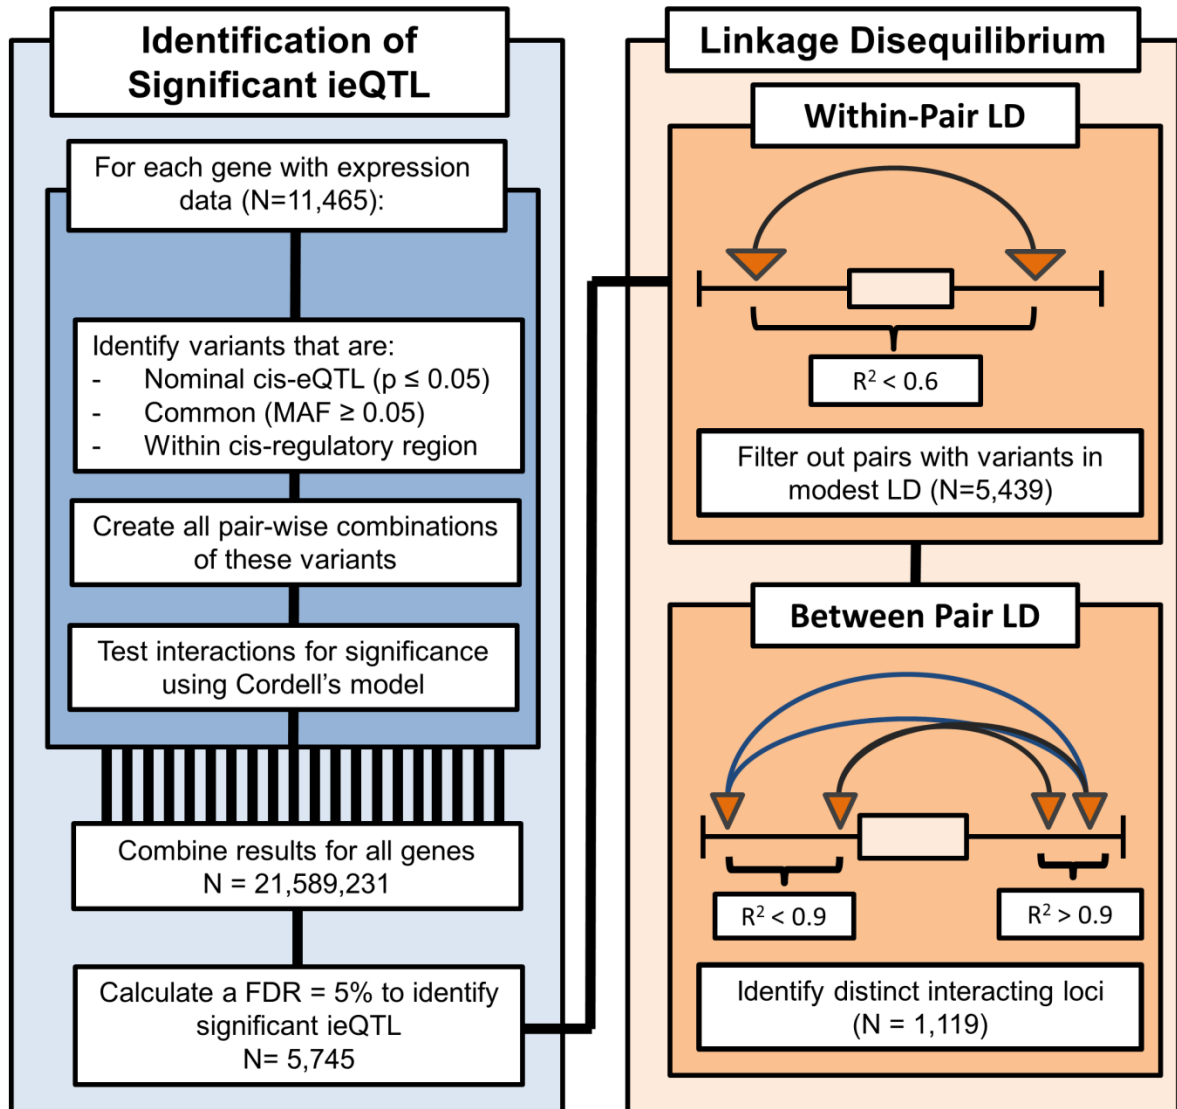 Identification of
Significant ieQTL
For each gene with expression
data (N=11,465):
Identify variants that are:
- Nominal cis-eQTL (p ≤ 0.05)
- Common (MAF ≥ 0.05)
- Within cis-regulatory region
Create all pair-wise combinations
of these variants
Test interactions for significance
using Cordell’s model
Combine results for all genes
N = 21,589,231
Calculate a FDR = 5% to identify
significant ieQTL
N= 5,745
Linkage Disequilibrium
Within-Pair LD
R² < 0.6
Filter out pairs with variants in
modest LD (N=5,439)
Between Pair LD
R² < 0.9
R² > 0.9
Identify distinct interacting loci
(N = 1,119)